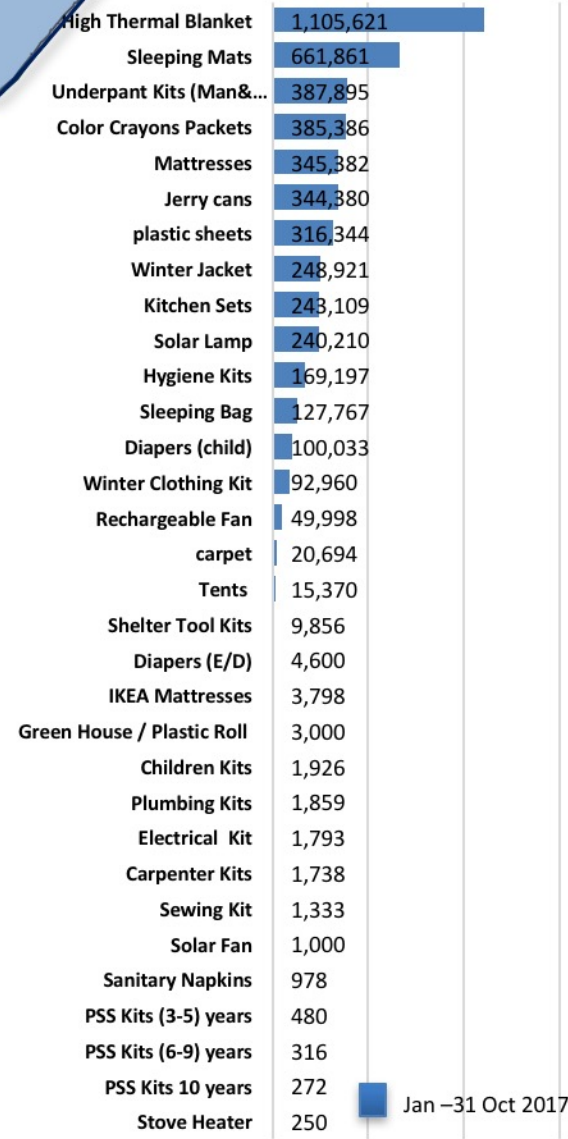 High Thermal Blanket 1,105,621
Sleeping Mats 661,861
Underpant Kits (Man&... 387,895
Color Crayons Packets 385,386
Mattresses 345,382
Jerry cans 344,380
plastic sheets 316,344
Winter Jacket 248,921
Kitchen Sets 243,109
Solar Lamp 240,210
Hygiene Kits 169,197
Sleeping Bag 127,767
Diapers (child) 100,033
Winter Clothing Kit 92,960
Rechargeable Fan 49,998
carpet 20,694
Tents 15,370
Shelter Tool Kits 9,856
Diapers (E/D) 4,600
IKEA Mattresses 3,798
Green House / Plastic Roll 3,000
Children Kits 1,926
Plumbing Kits 1,859
Electrical Kit 1,793
Carpenter Kits 1,738
Sewing Kit 1,333
Solar Fan 1,000
Sanitary Napkins 978
PSS Kits (3-5) years 480
PSS Kits (6-9) years 316
PSS Kits 10 years 272
Jan –31 Oct 2017
Stove Heater 250